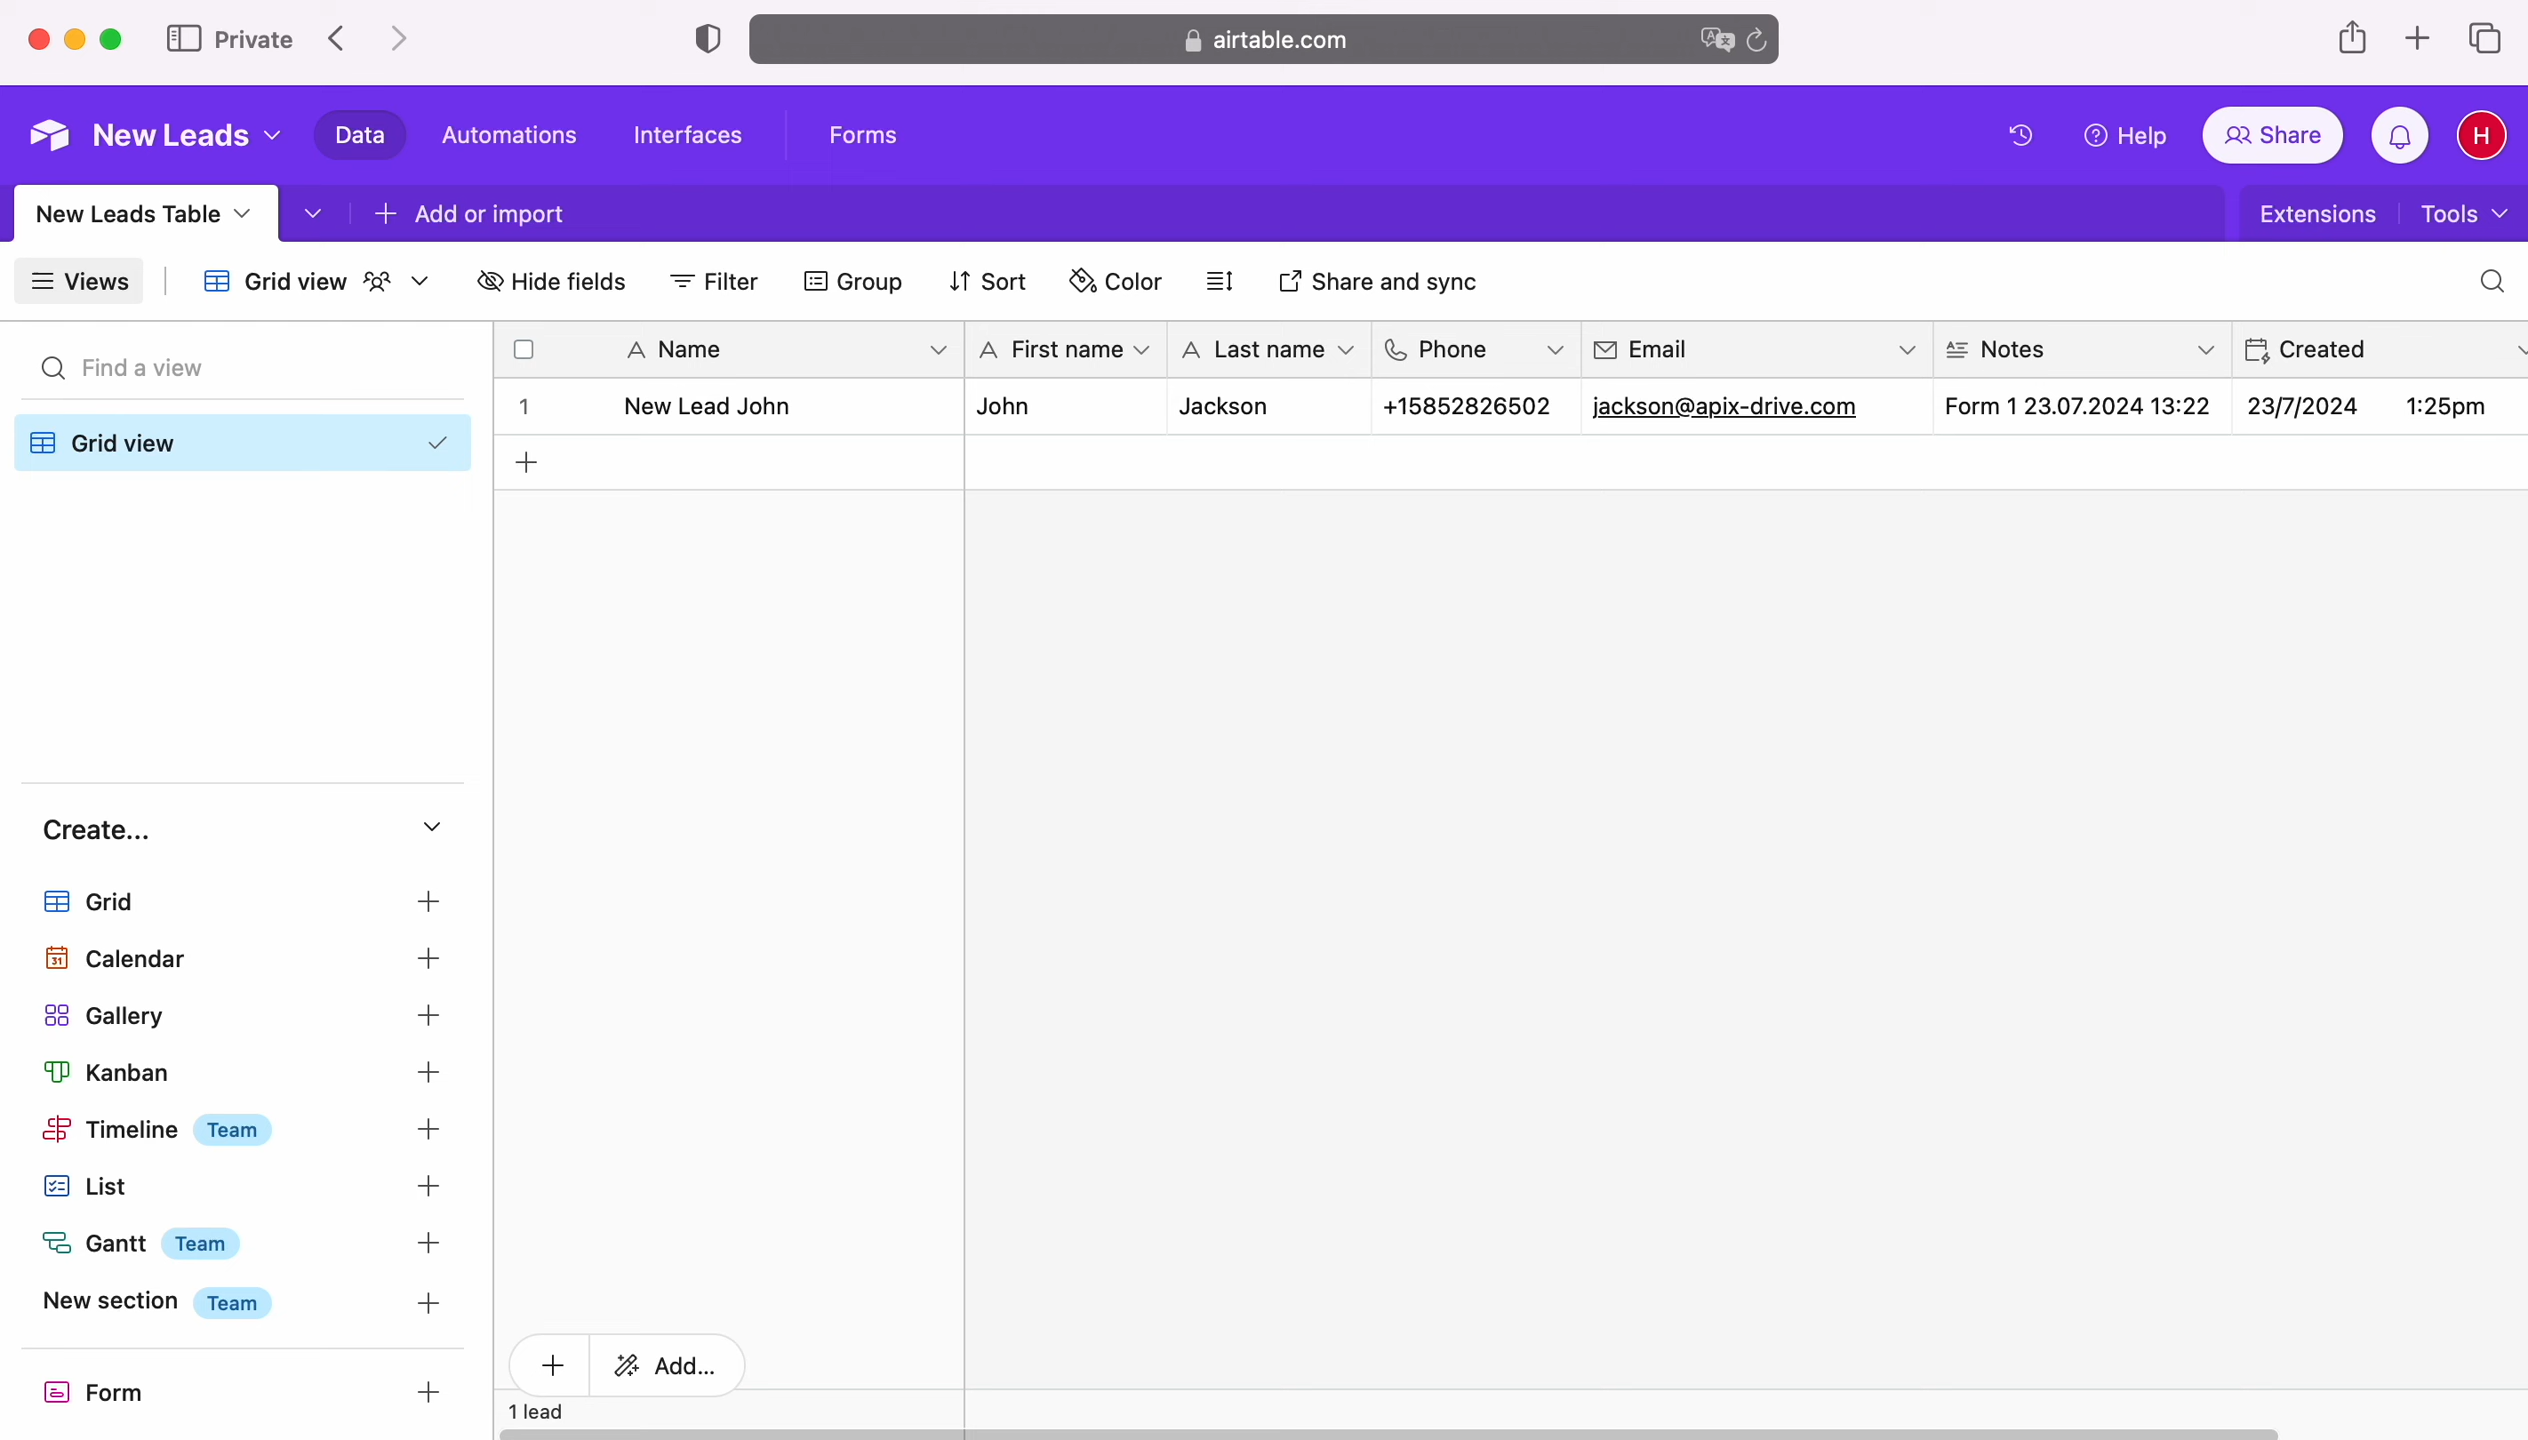 Private
airtable.com
New Leads
Data
Automations
Interfaces
Forms
Help
Share
H
New Leads Table
Add or import
Extensions
Tools
Views
Grid view
Hide fields
Filter
Group
Sort
Color
Share and sync
Find a view
Name
First name
Last name
Phone
Email
Notes
Created
1
New Lead John
John
Jackson
+15852826502
jackson@apix-drive.com
Form 1 23.07.2024 13:22
23/7/2024 1:25pm
Grid view
Create...
Grid
31 Calendar
Gallery
Kanban
Timeline Team
List
Gantt Team
New section Team
Add...
Form
1 lead